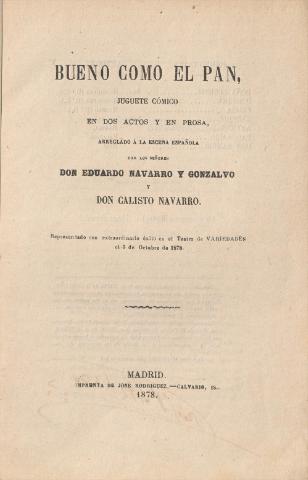 BUENO COMO EL PAN,
JUGUETE CÓMICO
EN DOS ACTOS Y EN PROSA,
ARREGLADO Á LA ESCENA ESPAÑOLA
POR LOS SEÑORES
DON EDUARDO NAVARRO Y GONZALVO
Y
DON CALISTO NAVARRO.
Representado con extraordinario éxito en el Teatro de VARIEDADES
el 5 de Octubre de 1878.
MADRID.
IMPRENTA DE JOSÉ RODRIGUEZ.—CALVARIO,
1878.